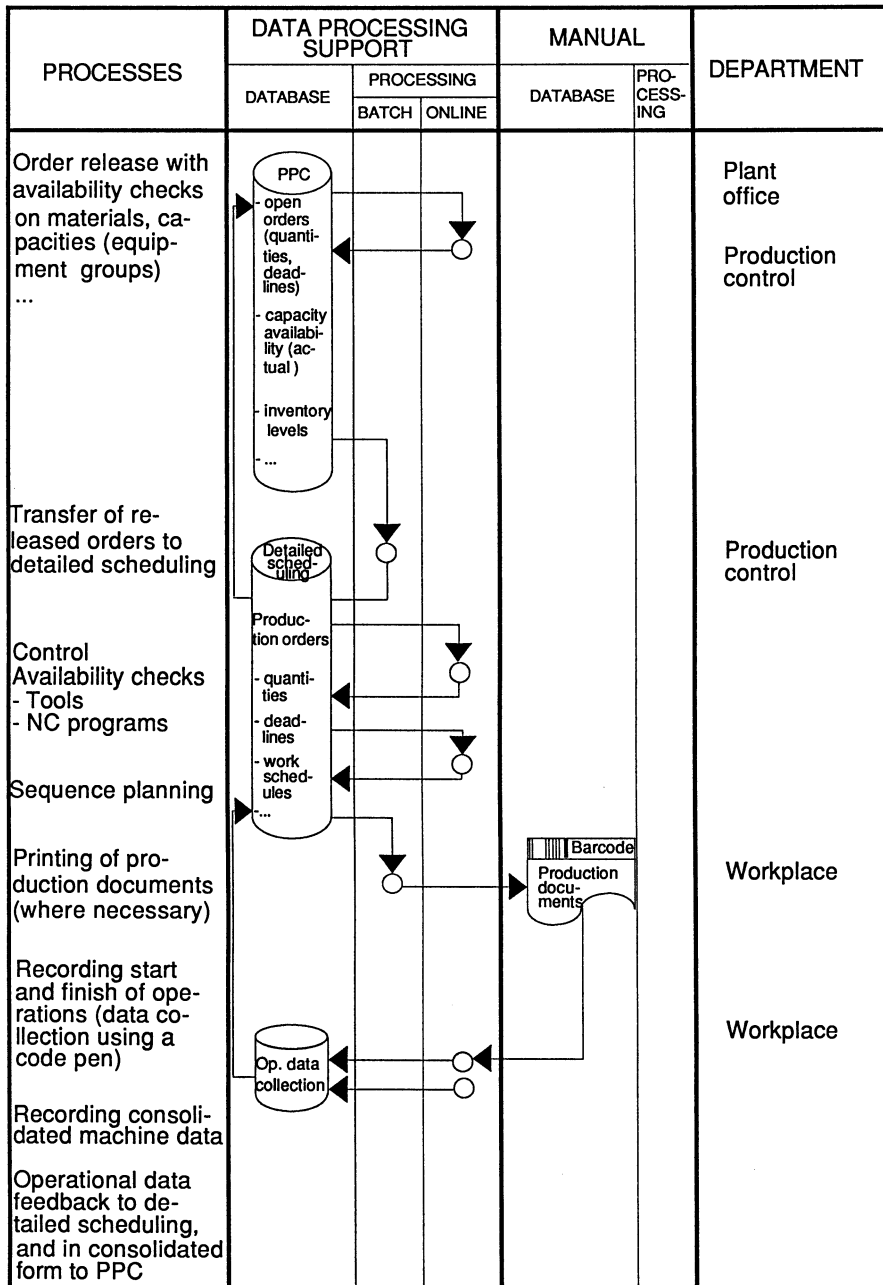 PROCESSES
DATA PROCESSING
SUPPORT
MANUAL
DEPARTMENT
DATABASE
PROCESSING
BATCH
ONLINE
DATABASE
PRO-
CESS-
ING
Order release with
availability checks
on materials, ca-
pacities (equip-
ment groups)
...
PPC
- open
orders
(quanti-
ties,
dead-
lines)
- capacity
availabi-
lity (ac-
tual )
- inventory
levels
- ...
Plant
office
Production
control
Transfer of re-
leased orders to
detailed scheduling
Detailed
sched-
uling
Production
control
Produc-
tion orders
- quanti-
ties
- dead-
lines
- work
sched-
ules
-...
Control
Availability checks
- Tools
- NC programs
Sequence planning
Printing of pro-
duction documents
(where necessary)
Barcode
Production
docu-
ments
Workplace
Recording start
and finish of ope-
rations (data co-
llection using a
code pen)
Op. data
collection
Workplace
Recording consoli-
dated machine data
Operational data
feedback to de-
tailed scheduling,
and in consolidated
form to PPC